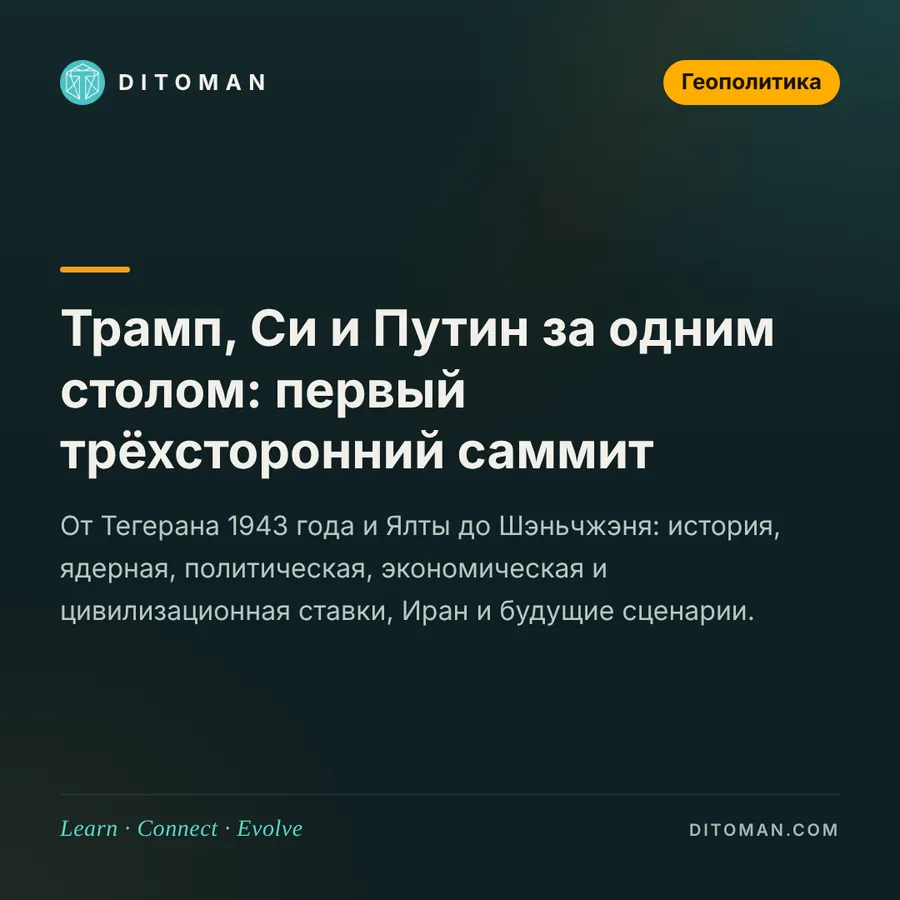 DITOMAN
Геополитика
Трамп, Си и Путин за одним
столом: первый
трёхсторонний саммит
От Тегерана 1943 года и Ялты до Шэньчжэня: история,
ядерная, политическая, экономическая и
цивилизационная ставки, Иран и будущие сценарии.
Learn · Connect · Evolve
DITOMAN.COM